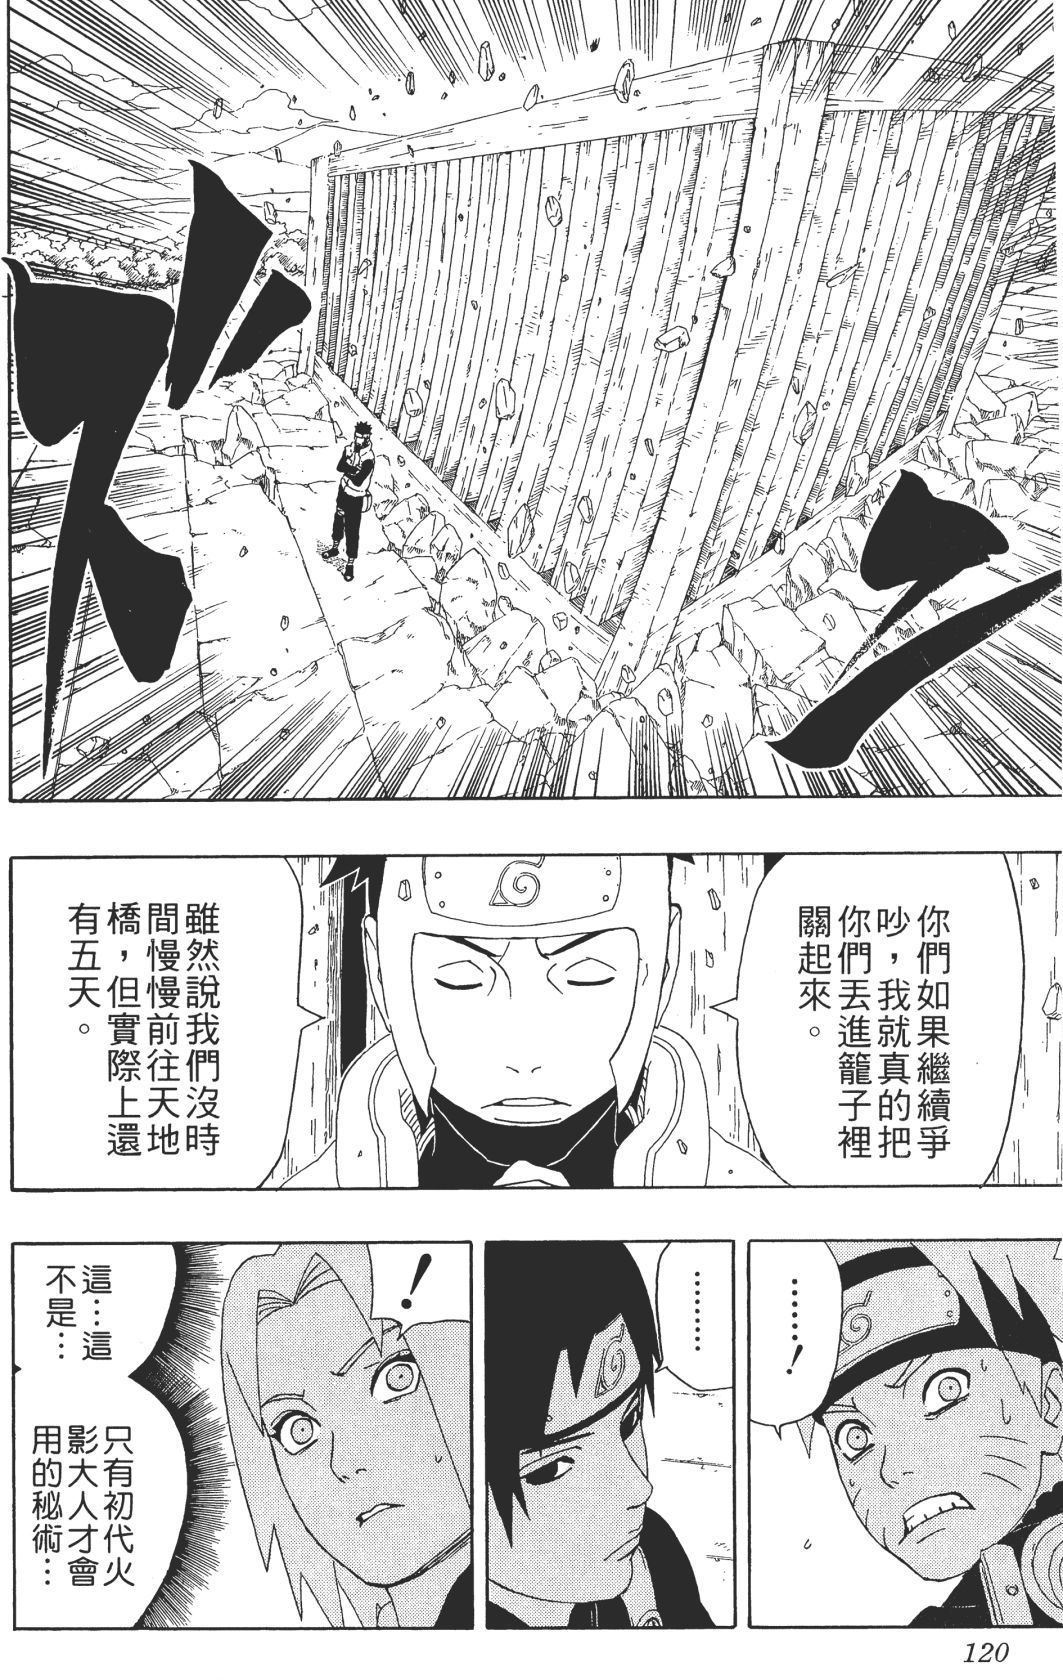 ズン
你們如果繼續爭
吵，我就真的把
你們丟進籠子裡
關起來。
雖然說我們沒時
間慢慢前往天地
橋，但實際上還
有五天。
……！
……
！
這…這
不是…
只有初代火
影大人才會
用的秘術…
120